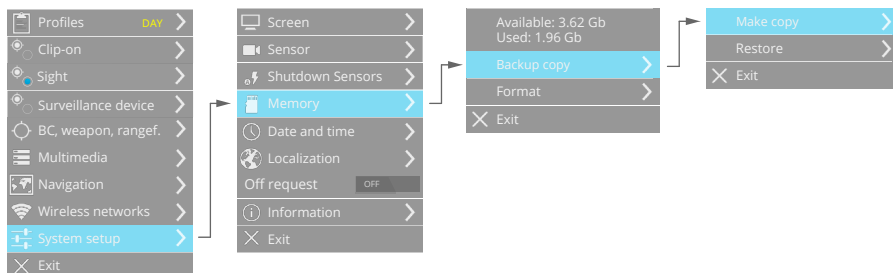 Profiles DAY
Clip-on
Sight
Surveillance device
BC, weapon, rangef.
Multimedia
Navigation
Wireless networks
System setup
Exit
Screen
Sensor
Shutdown Sensors
Memory
Date and time
Localization
Off request OFF
Information
Exit
Available: 3.62 Gb
Used: 1.96 Gb
Backup copy
Format
Exit
Make copy
Restore
Exit